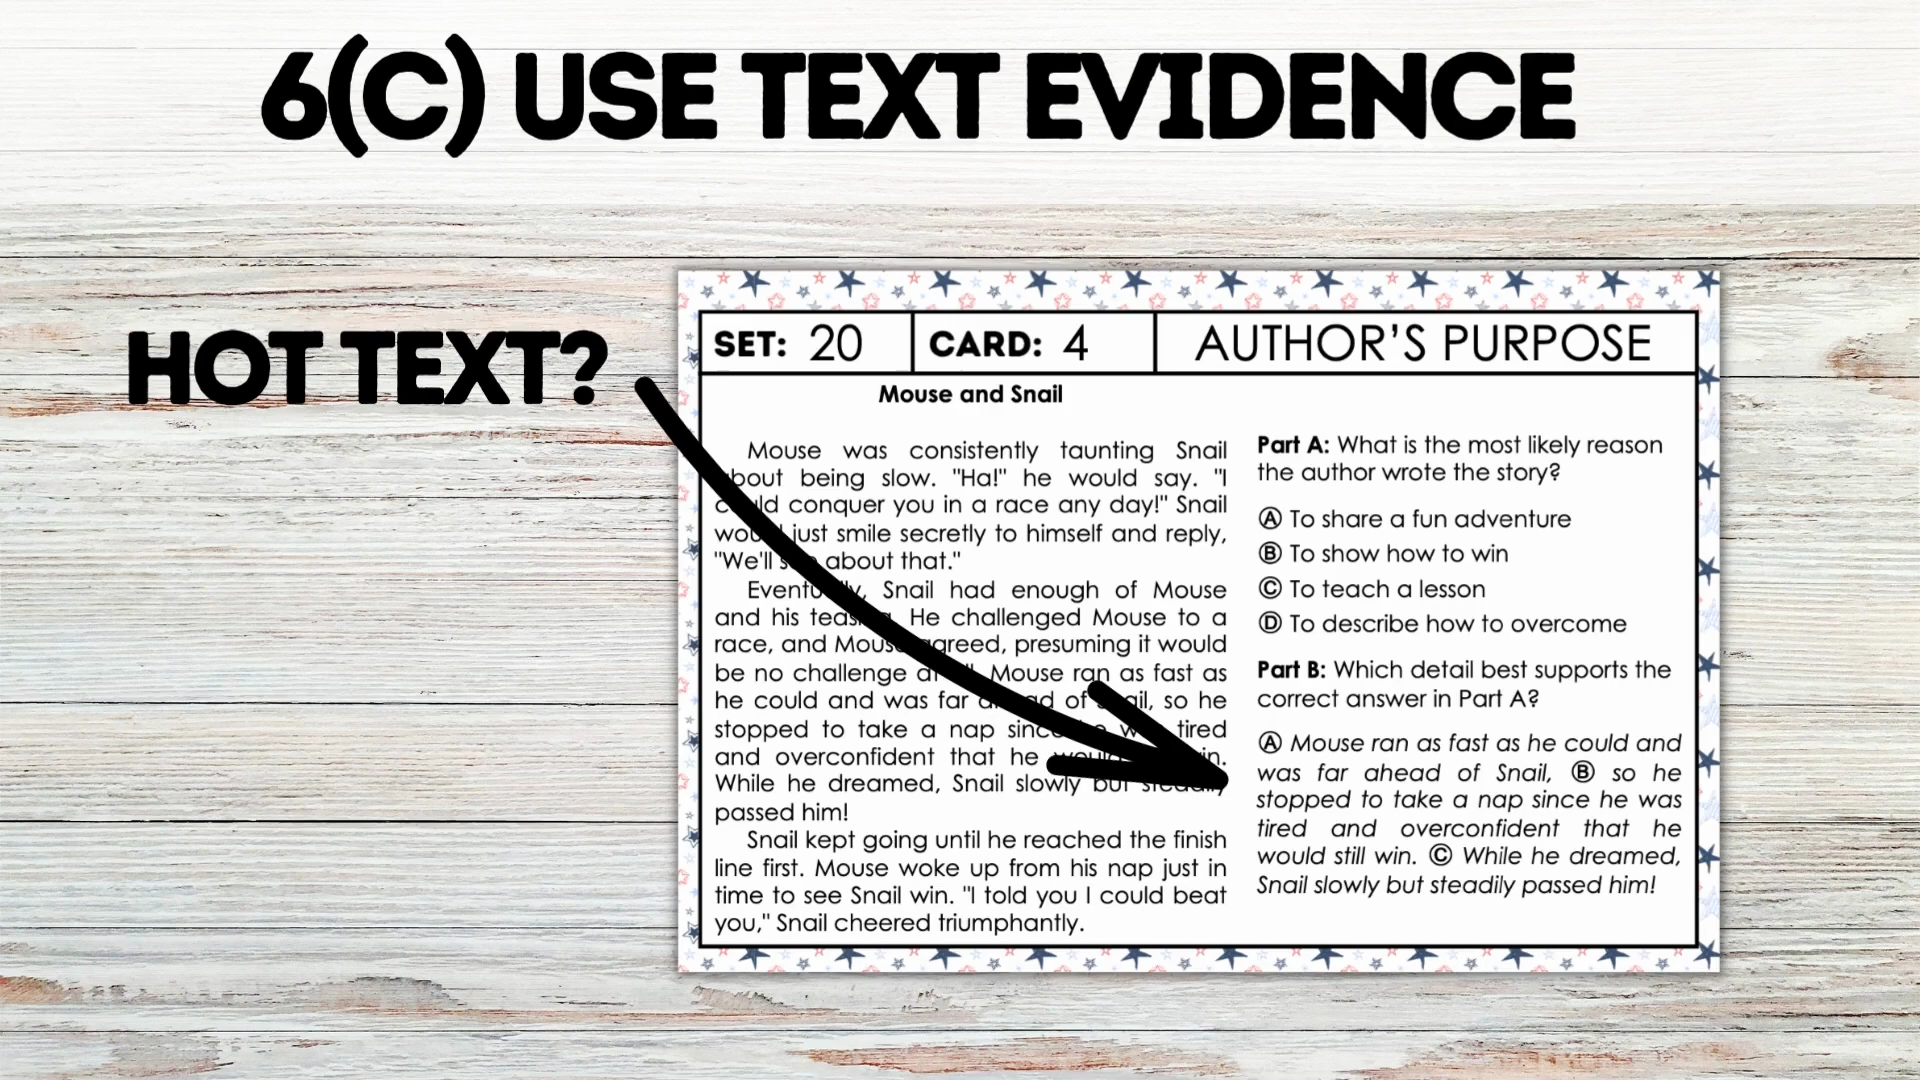 6(C) USE TEXT EVIDENCE
HOT TEXT?
SET: 20
CARD: 4
AUTHOR'S PURPOSE
Mouse and Snail
Mouse was consistently taunting Snail
about being slow. "Ha!" he would say. "I
could conquer you in a race any day!" Snail
would just smile secretly to himself and reply,
"We'll see about that."
Eventually, Snail had enough of Mouse
and his teasing. He challenged Mouse to a
race, and Mouse agreed, presuming it would
be no challenge at all. Mouse ran as fast as
he could and was far ahead of Snail, so he
stopped to take a nap since he was tired
and overconfident that he would still win.
While he dreamed, Snail slowly but steadily
passed him!
Snail kept going until he reached the finish
line first. Mouse woke up from his nap just in
time to see Snail win. "I told you I could beat
you," Snail cheered triumphantly.
Part A: What is the most likely reason
the author wrote the story?
Ⓐ To share a fun adventure
Ⓑ To show how to win
Ⓒ To teach a lesson
Ⓓ To describe how to overcome
Part B: Which detail best supports the
correct answer in Part A?
Ⓐ Mouse ran as fast as he could and
was far ahead of Snail, Ⓑ so he
stopped to take a nap since he was
tired and overconfident that he
would still win. Ⓒ While he dreamed,
Snail slowly but steadily passed him!